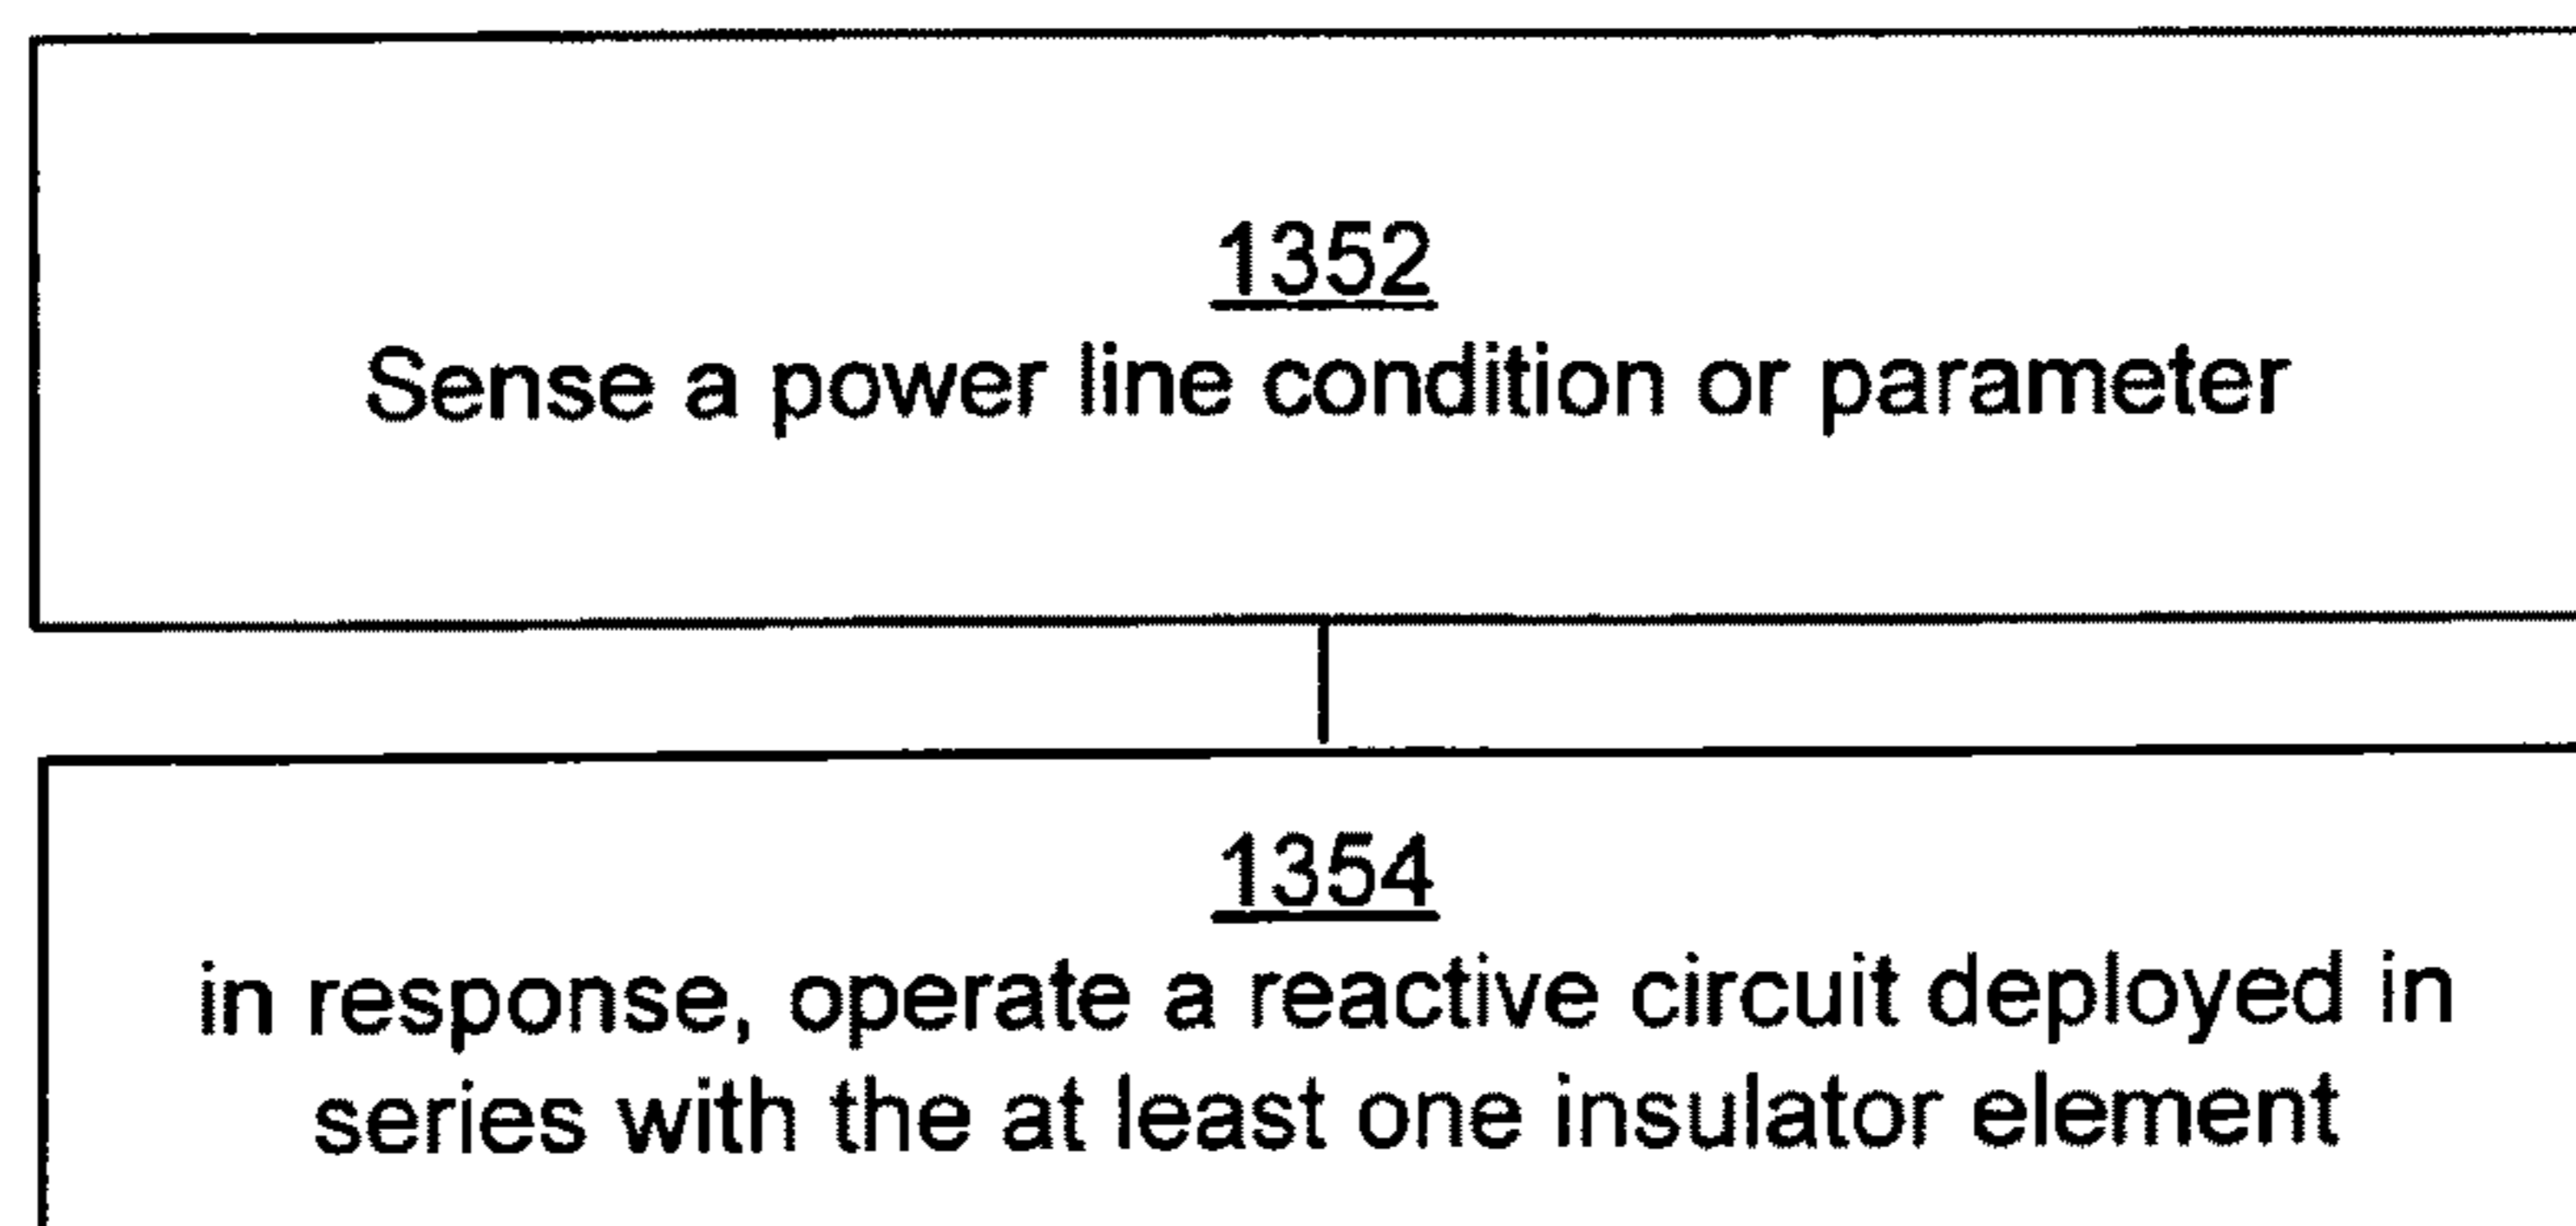 1352
Sense a power line condition or parameter
1354
in response, operate a reactive circuit deployed in
series with the at least one insulator element